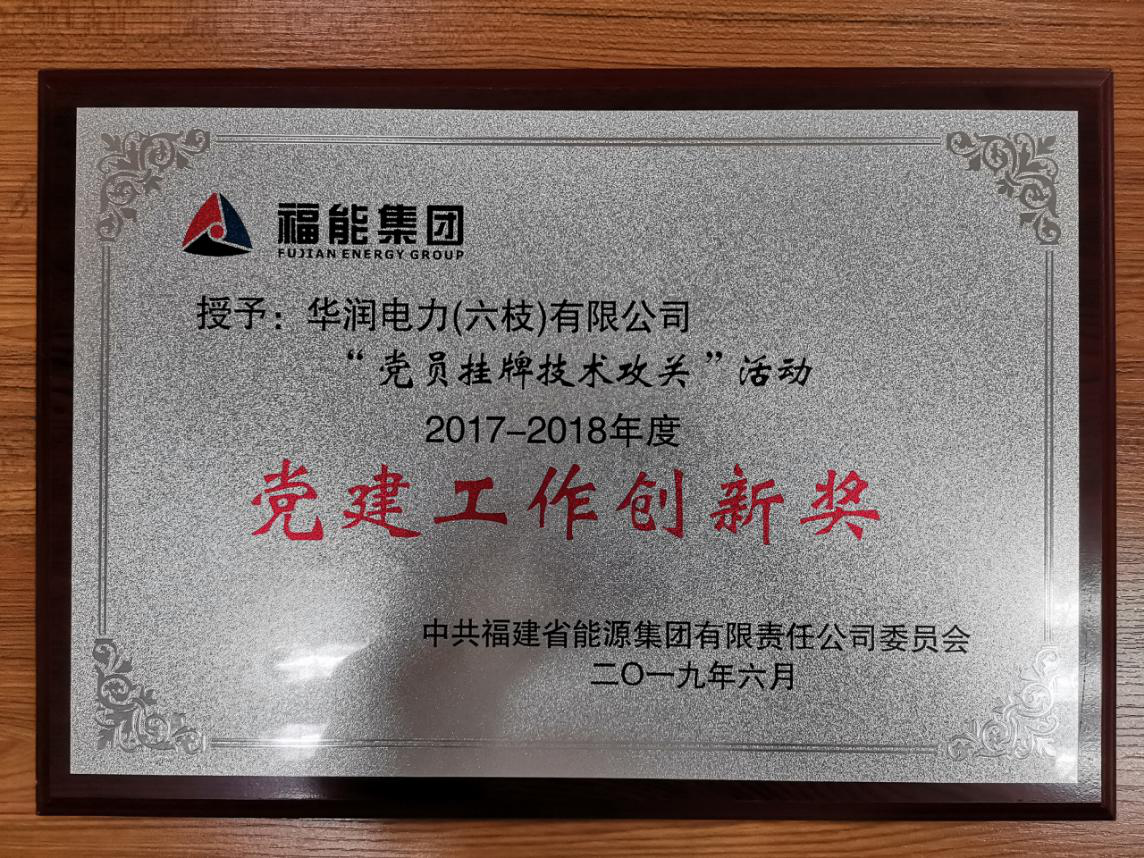 福能集团
FUJIAN ENERGY GROUP
授予：华润电力(六枝)有限公司
“党员挂牌技术攻关”活动
2017-2018年度
党建工作创新奖
中共福建省能源集团有限责任公司委员会
二〇一九年六月